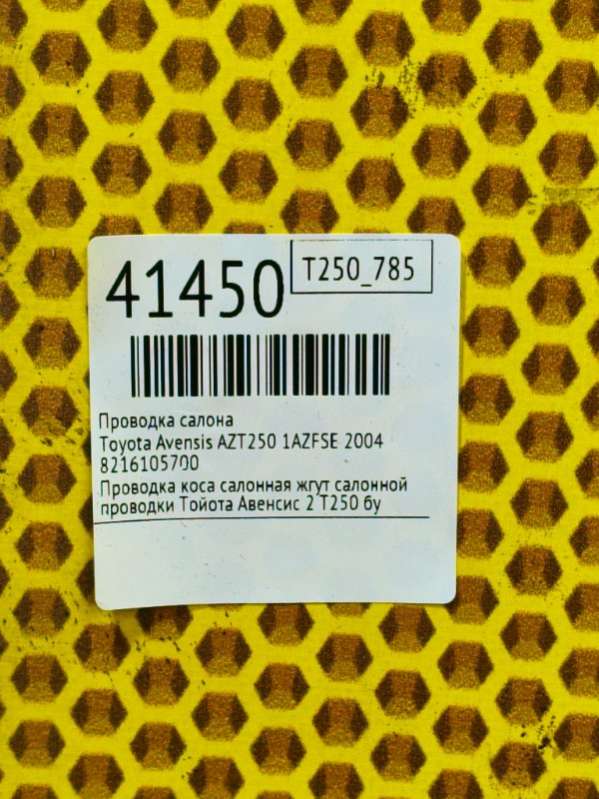 41450
T250_785
Проводка салона
Toyota Avensis AZT250 1AZFSE 2004
8216105700
Проводка коса салонная жгут салонной
проводки Тойота Авенсис 2 Т250 бу